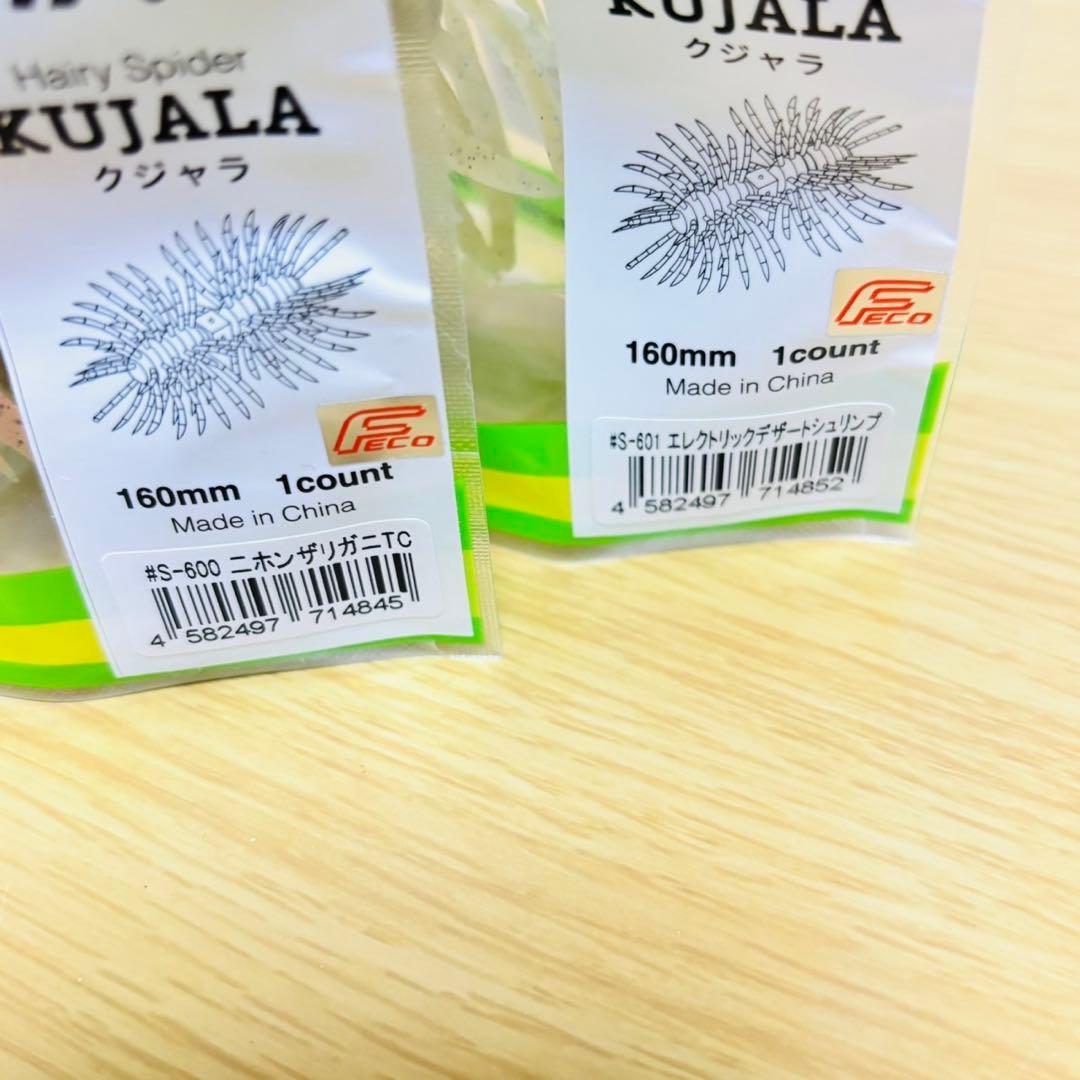 Hairy Spider
KUJALA
クジャラ
FECO
160mm 1count
Made in China
#S-600 ニホンザリガニTC
4 582497 714845
KUJALA
クジャラ
FECO
160mm 1count
Made in China
#S-601 エレクトリックデザートシュリンプ
4 582497 714852